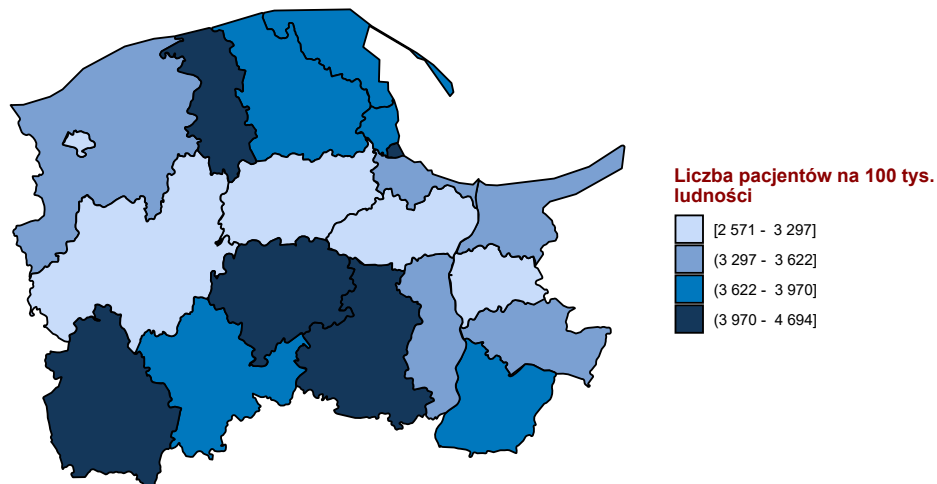 Liczba pacjentów na 100 tys.
ludności
[2 571 - 3 297]
(3 297 - 3 622]
(3 622 - 3 970]
(3 970 - 4 694]